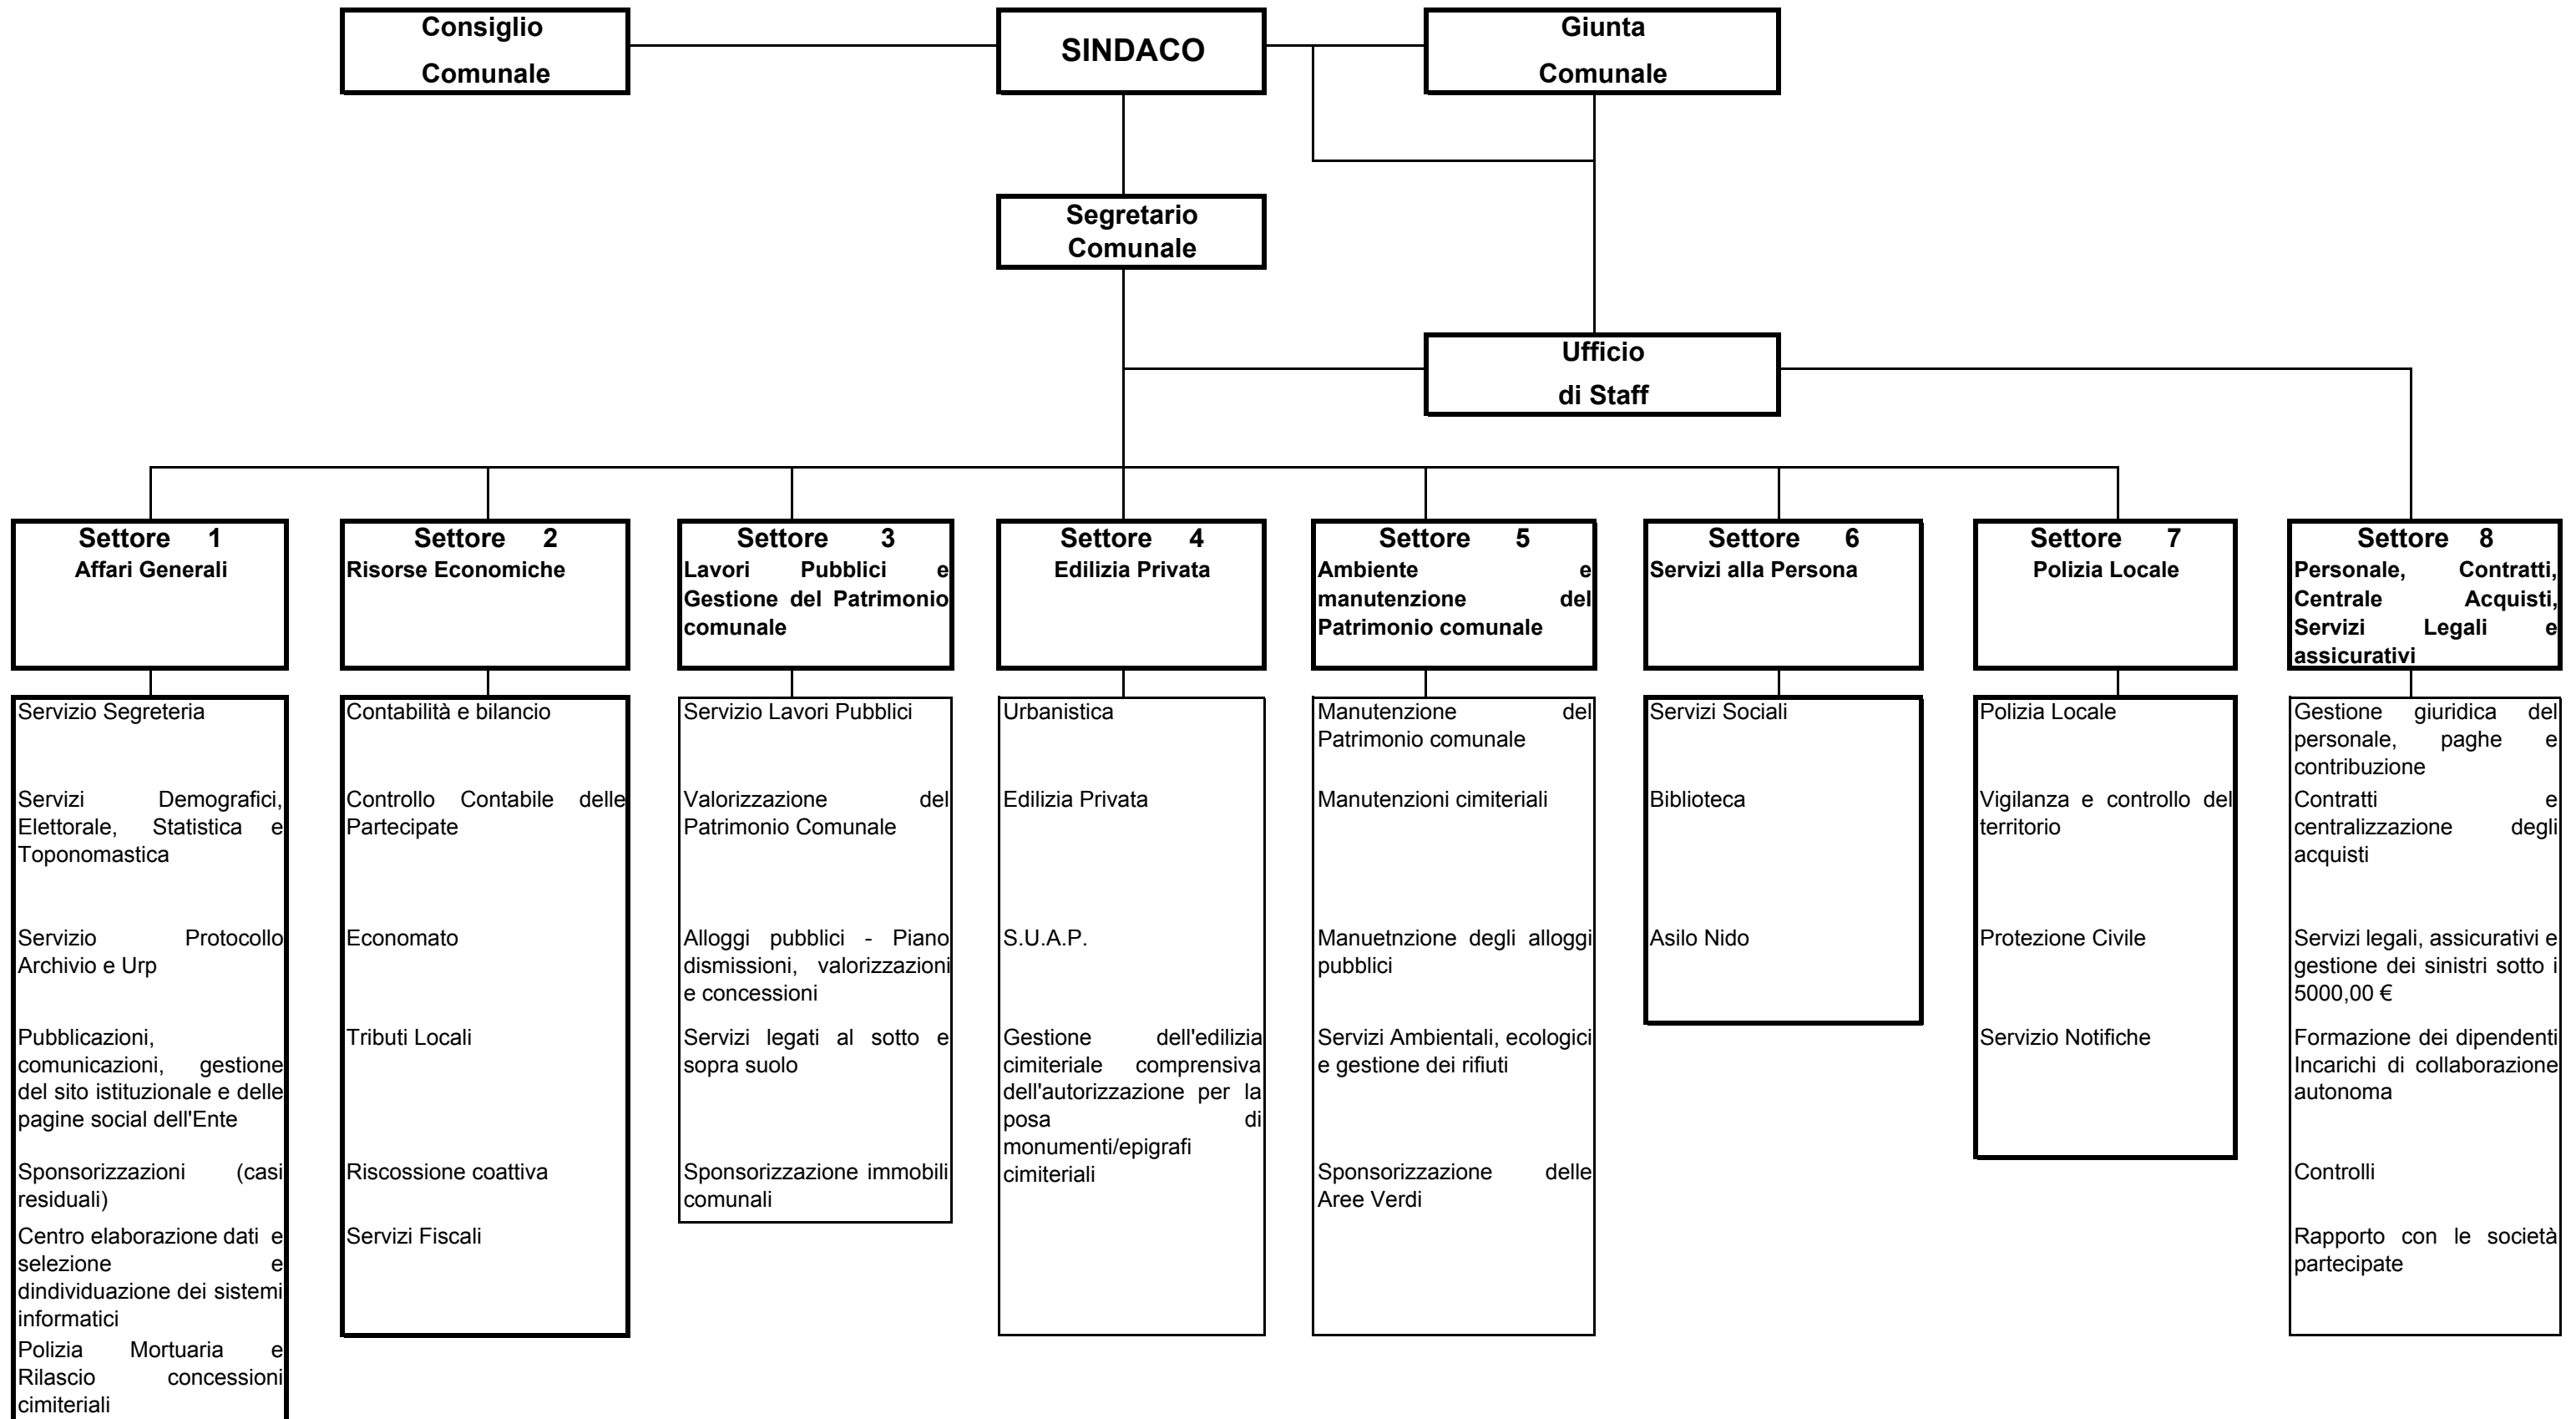 Consiglio
Comunale
SINDACO
Giunta
Comunale
Segretario
Comunale
Ufficio
di Staff
Settore 1
Affari Generali
Settore 2
Risorse Economiche
Settore 3
Lavori Pubblici e
Gestione del Patrimonio
comunale
Settore 4
Edilizia Privata
Settore 5
Ambiente e
manutenzione del
Patrimonio comunale
Settore 6
Servizi alla Persona
Settore 7
Polizia Locale
Settore 8
Personale, Contratti,
Centrale Acquisti,
Servizi Legali e
assicurativi
Servizio Segreteria
Servizi Demografici,
Elettorale, Statistica e
Toponomastica
Servizio Protocollo
Archivio e Urp
Pubblicazioni,
comunicazioni, gestione
del sito istituzionale e delle
pagine social dell'Ente
Sponsorizzazioni (casi
residuali)
Centro elaborazione dati e
selezione e
dindividuazione dei sistemi
informatici
Polizia Mortuaria e
Rilascio concessioni
cimiteriali
Contabilità e bilancio
Controllo Contabile delle
Partecipate
Economato
Tributi Locali
Riscossione coattiva
Servizi Fiscali
Servizio Lavori Pubblici
Valorizzazione del
Patrimonio Comunale
Alloggi pubblici - Piano
dismissioni, valorizzazioni
e concessioni
Servizi legati al sotto e
sopra suolo
Sponsorizzazione immobili
comunali
Urbanistica
Edilizia Privata
S.U.A.P.
Gestione dell'edilizia
cimiteriale comprensiva
dell'autorizzazione per la
posa di
monumenti/epigrafi
cimiteriali
Manutenzione del
Patrimonio comunale
Manutenzioni cimiteriali
Manuetnzione degli alloggi
pubblici
Servizi Ambientali, ecologici
e gestione dei rifiuti
Sponsorizzazione delle
Aree Verdi
Servizi Sociali
Biblioteca
Asilo Nido
Polizia Locale
Vigilanza e controllo del
territorio
Protezione Civile
Servizio Notifiche
Gestione giuridica del
personale, paghe e
contribuzione
Contratti e
centralizzazione degli
acquisti
Servizi legali, assicurativi e
gestione dei sinistri sotto i
5000,00 €
Formazione dei dipendenti
Incarichi di collaborazione
autonoma
Controlli
Rapporto con le società
partecipate